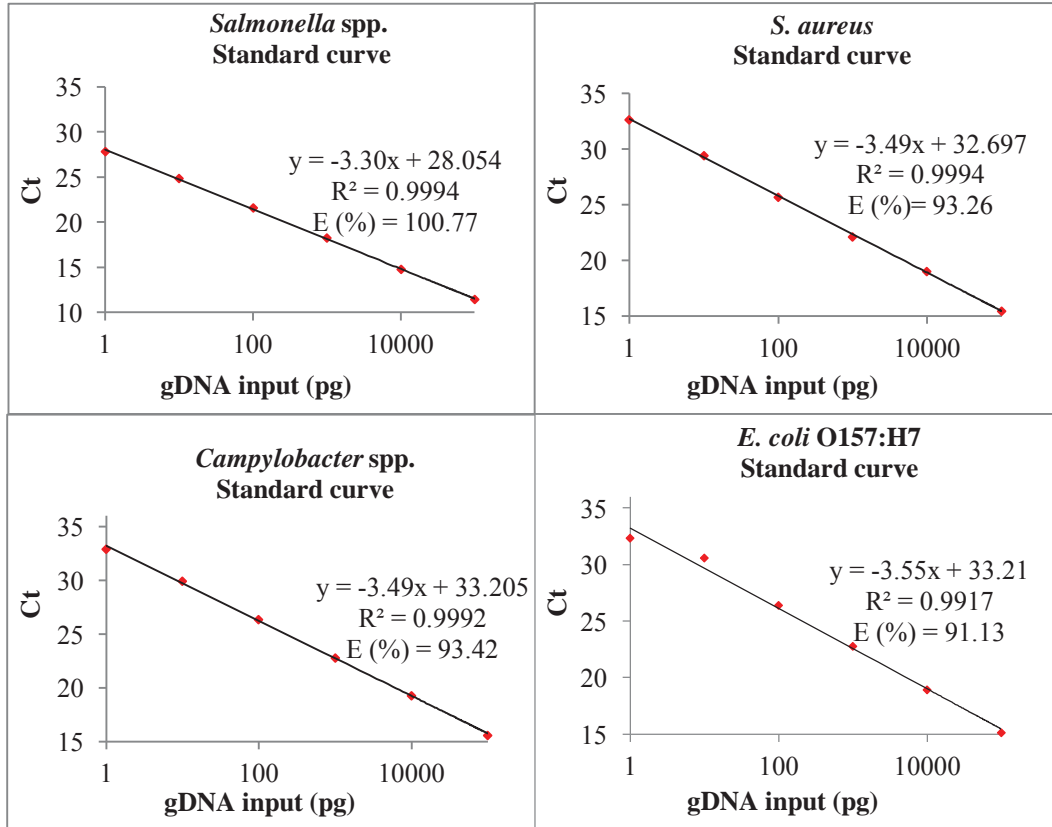 Salmonella spp.
Standard curve
35
30
25
20
15
10
Ct
y = -3.30x + 28.054
R² = 0.9994
E (%) = 100.77
1
100
10000
gDNA input (pg)
S. aureus
Standard curve
35
30
25
20
15
Ct
y = -3.49x + 32.697
R² = 0.9994
E (%)= 93.26
1
100
10000
gDNA input (pg)
Campylobacter spp.
Standard curve
35
30
25
20
15
Ct
y = -3.49x + 33.205
R² = 0.9992
E (%) = 93.42
1
100
10000
gDNA input (pg)
E. coli O157:H7
Standard curve
35
30
25
20
15
Ct
y = -3.55x + 33.21
R² = 0.9917
E (%) = 91.13
1
100
10000
gDNA input (pg)